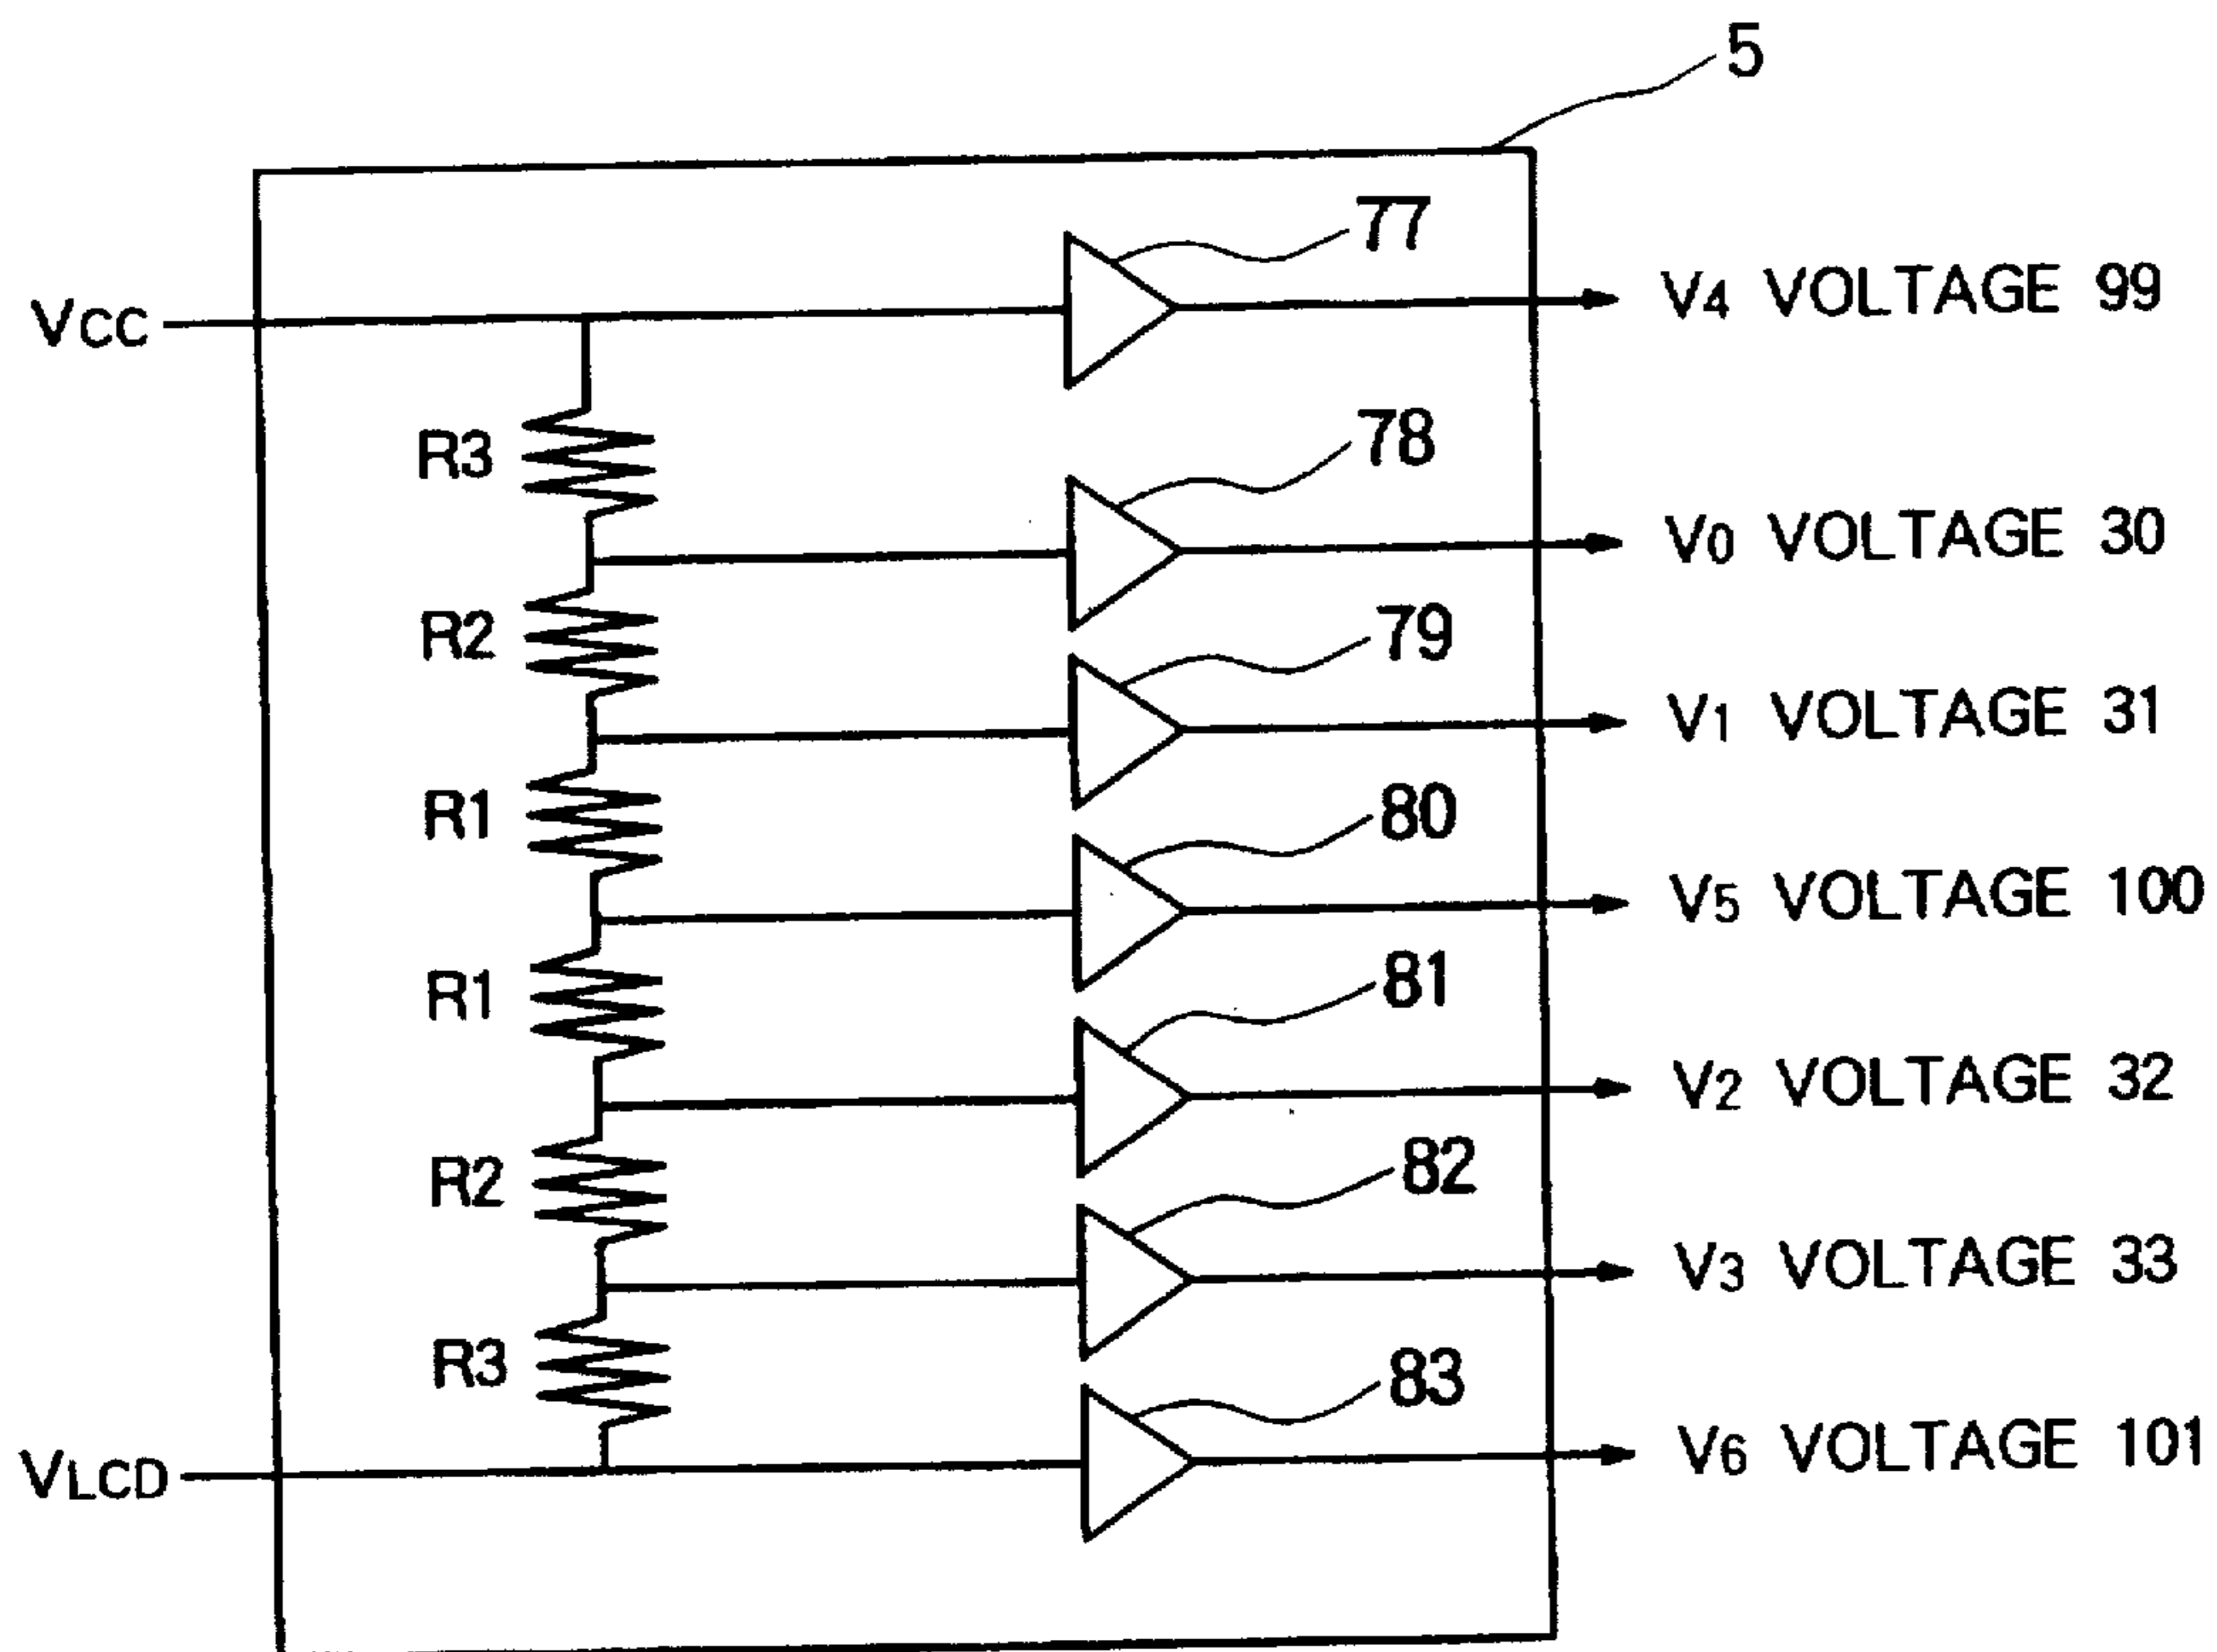 5
77
VCC
V4 VOLTAGE 99
R3
78
V0 VOLTAGE 30
R2
79
V1 VOLTAGE 31
R1
80
V5 VOLTAGE 100
R1
81
V2 VOLTAGE 32
R2
82
V3 VOLTAGE 33
R3
83
VLCD
V6 VOLTAGE 101